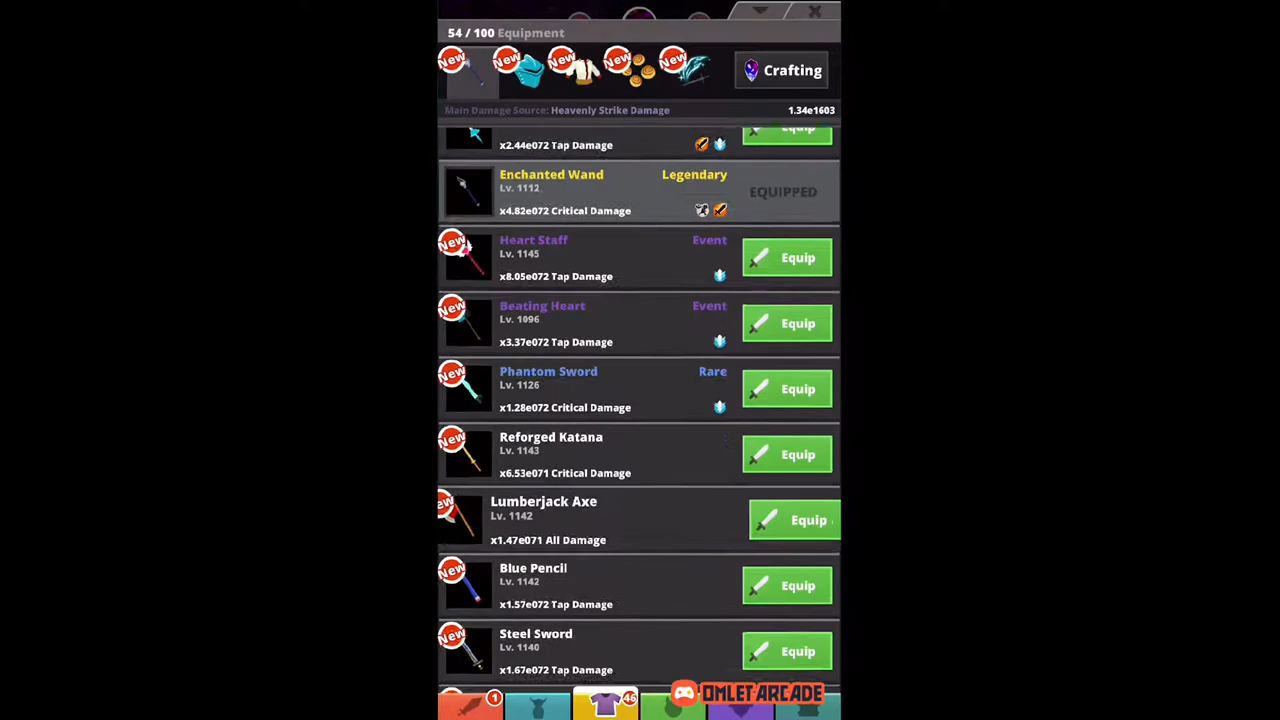 54 / 100 Equipment
New New New New New
Crafting
Main Damage Source: Heavenly Strike Damage 1.34e1603
x2.44e072 Tap Damage
Equip
Enchanted Wand Legendary
Lv. 1112
EQUIPPED
x4.82e072 Critical Damage
New
Heart Staff Event
Lv. 1145
Equip
x8.05e072 Tap Damage
New
Beating Heart Event
Lv. 1096
Equip
x3.37e072 Tap Damage
New
Phantom Sword Rare
Lv. 1126
Equip
x1.28e072 Critical Damage
New
Reforged Katana
Lv. 1143
Equip
x6.53e071 Critical Damage
New
Lumberjack Axe
Lv. 1142
Equip
x1.47e071 All Damage
New
Blue Pencil
Lv. 1142
Equip
x1.57e072 Tap Damage
New
Steel Sword
Lv. 1140
Equip
x1.67e072 Tap Damage
1
46
OMLET ARCADE